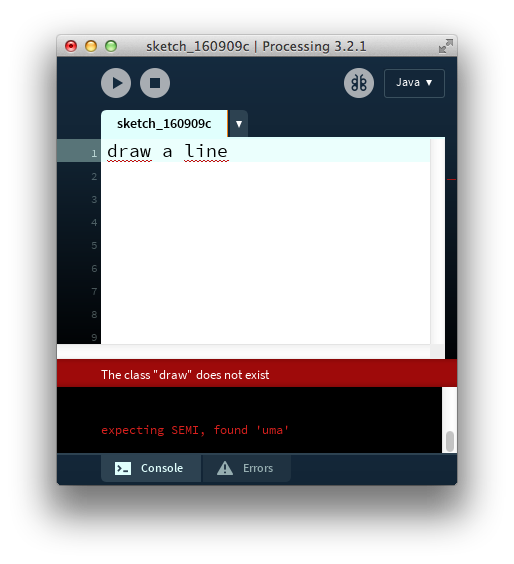 sketch_160909c | Processing 3.2.1
Java ▾
sketch_160909c ▾
1 draw a line
2
3
4
5
6
7
8
9
The class "draw" does not exist
expecting SEMI, found 'uma'
Console Errors